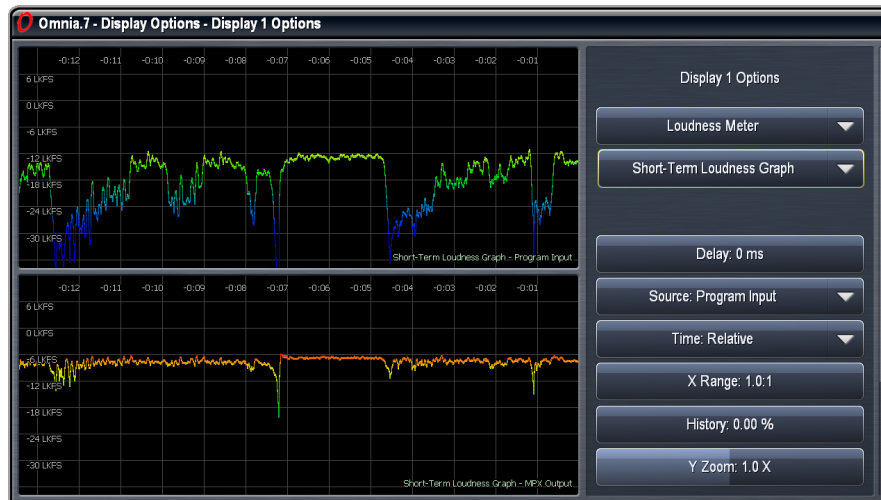 Omnia.7 - Display Options - Display 1 Options
-0:12 -0:11 -0:10 -0:09 -0:08 -0:07 -0:06 -0:05 -0:04 -0:03 -0:02 -0:01
6 LKFS
0 LKFS
-6 LKFS
-12 LKFS
-18 LKFS
-24 LKFS
-30 LKFS
Short-Term Loudness Graph - Program Input
-0:12 -0:11 -0:10 -0:09 -0:08 -0:07 -0:06 -0:05 -0:04 -0:03 -0:02 -0:01
6 LKFS
0 LKFS
-6 LKFS
-12 LKFS
-18 LKFS
-24 LKFS
-30 LKFS
Short-Term Loudness Graph - MPX Output
Display 1 Options
Loudness Meter
Short-Term Loudness Graph
Delay: 0 ms
Source: Program Input
Time: Relative
X Range: 1.0:1
History: 0.00 %
Y Zoom: 1.0 X